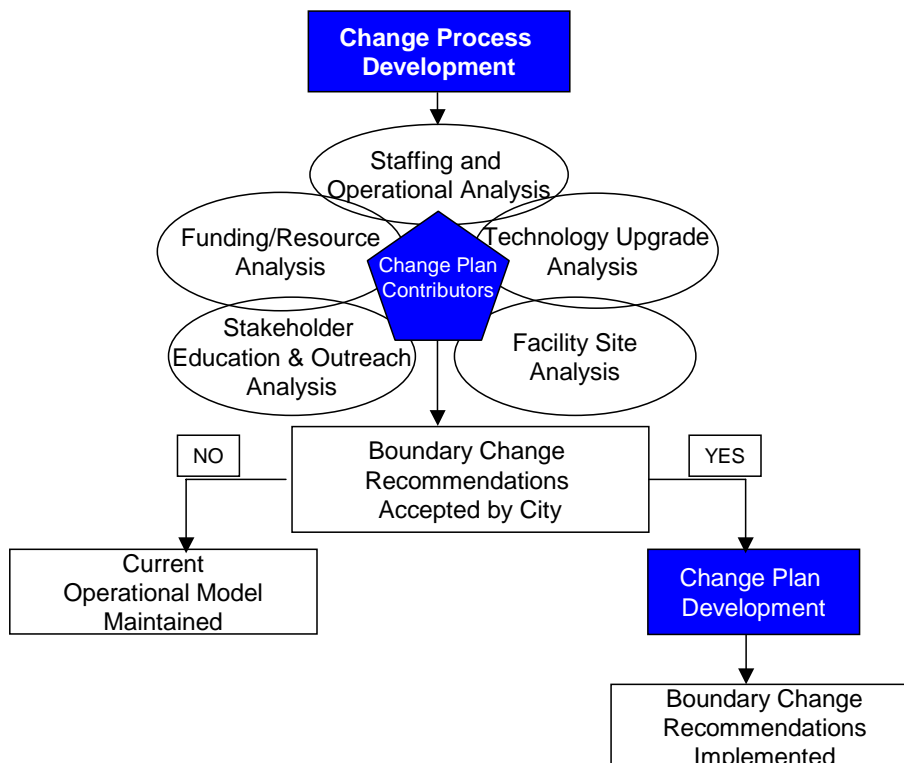 Change Process
Development
Staffing and
Operational Analysis
Funding/Resource
Analysis
Technology Upgrade
Analysis
Change Plan
Contributors
Stakeholder
Education & Outreach
Analysis
Facility Site
Analysis
NO
Boundary Change
Recommendations
Accepted by City
YES
Current
Operational Model
Maintained
Change Plan
Development
Boundary Change
Recommendations
Implemented